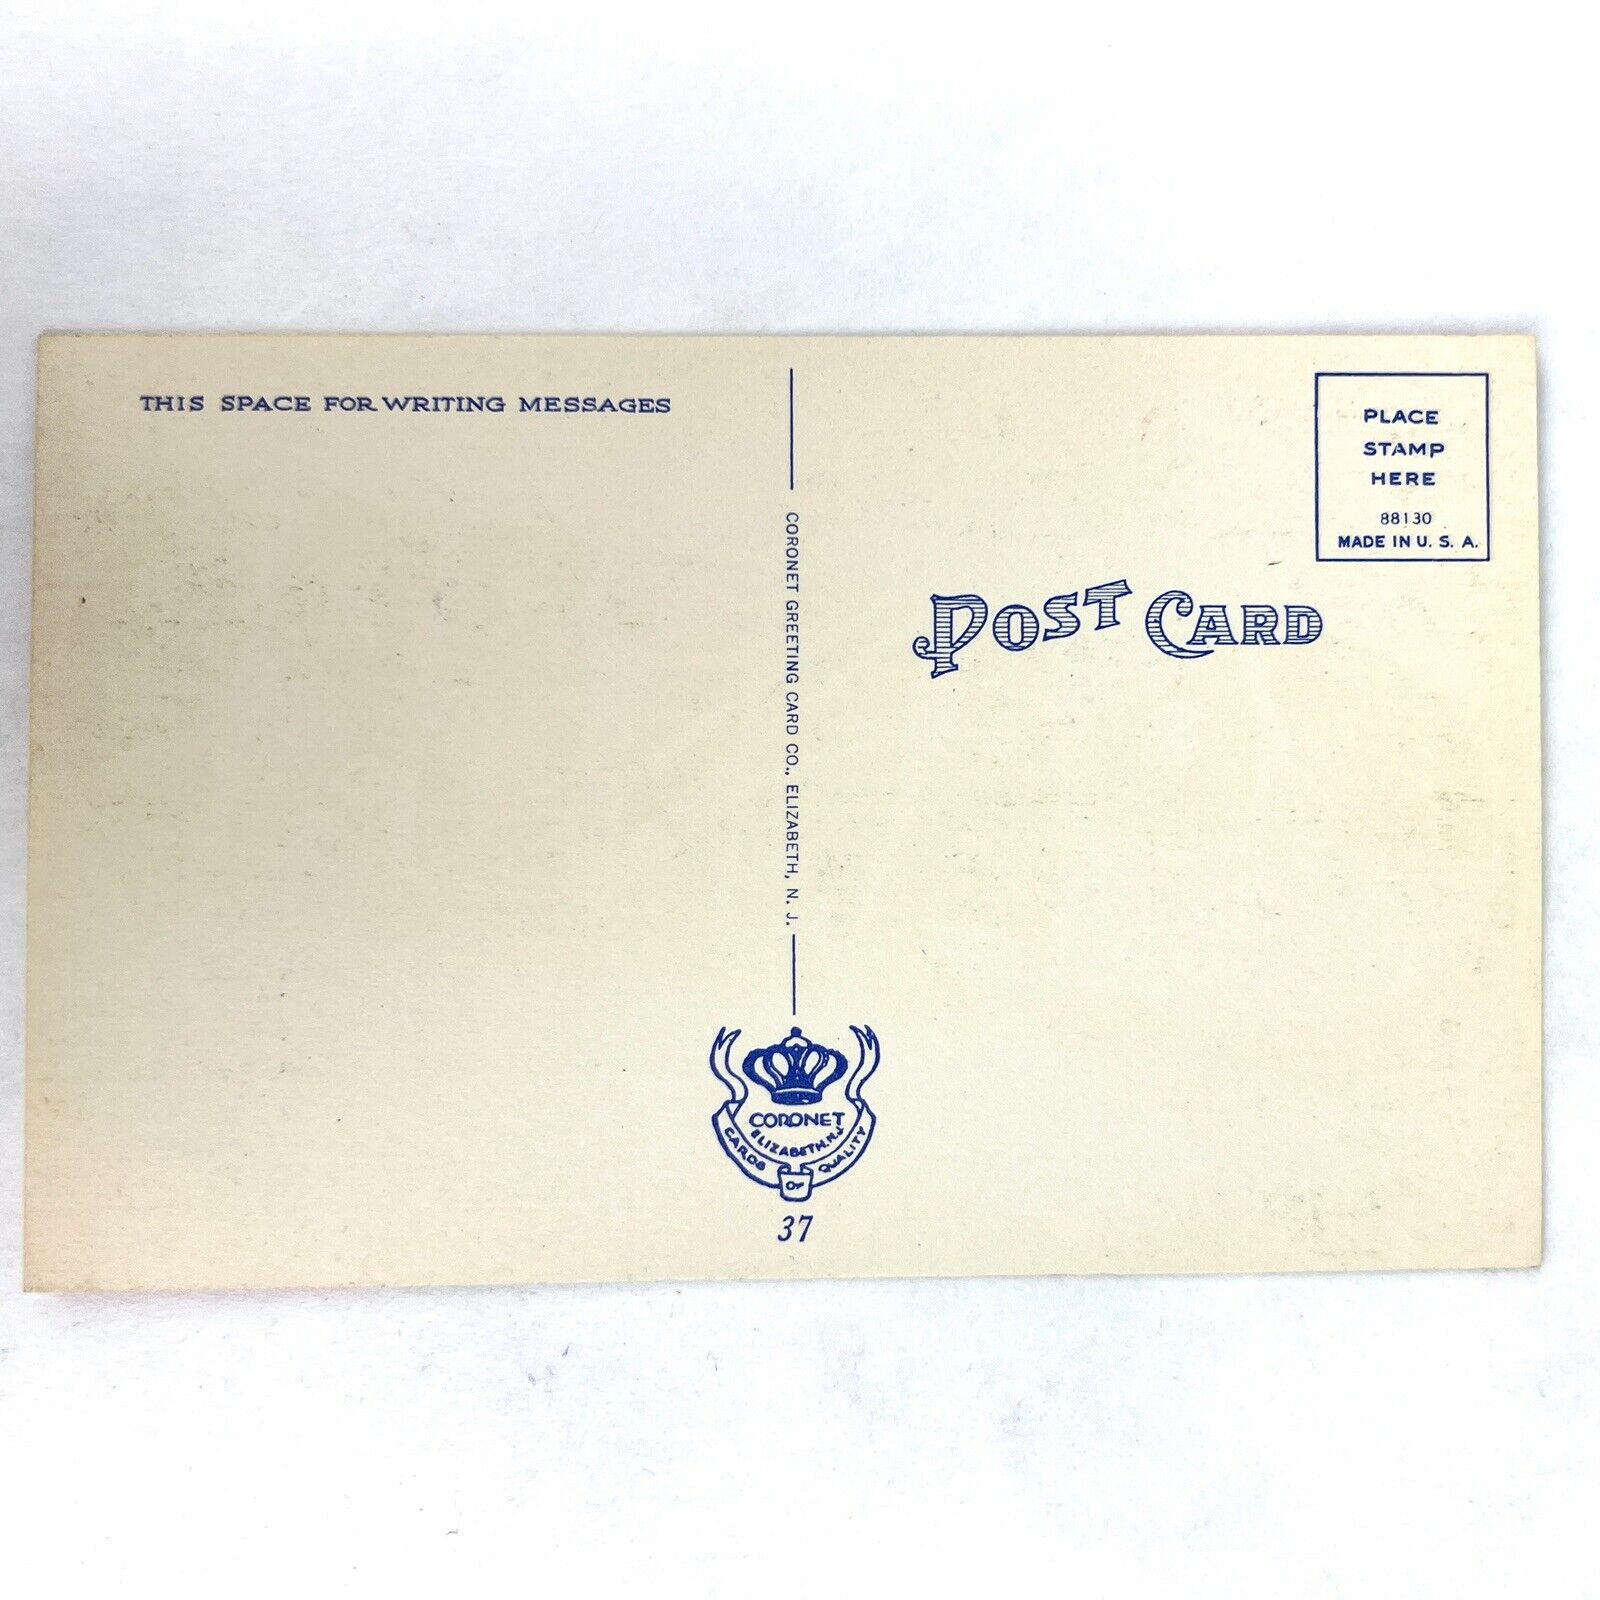 THIS SPACE FOR WRITING MESSAGES
PLACE
STAMP
HERE
88130
MADE IN U. S. A.
POST CARD
CORONET GREETING CARD CO., ELIZABETH, N. J.
CORONET
ELIZABETH. N.J.
CARDS OF QUALITY
37